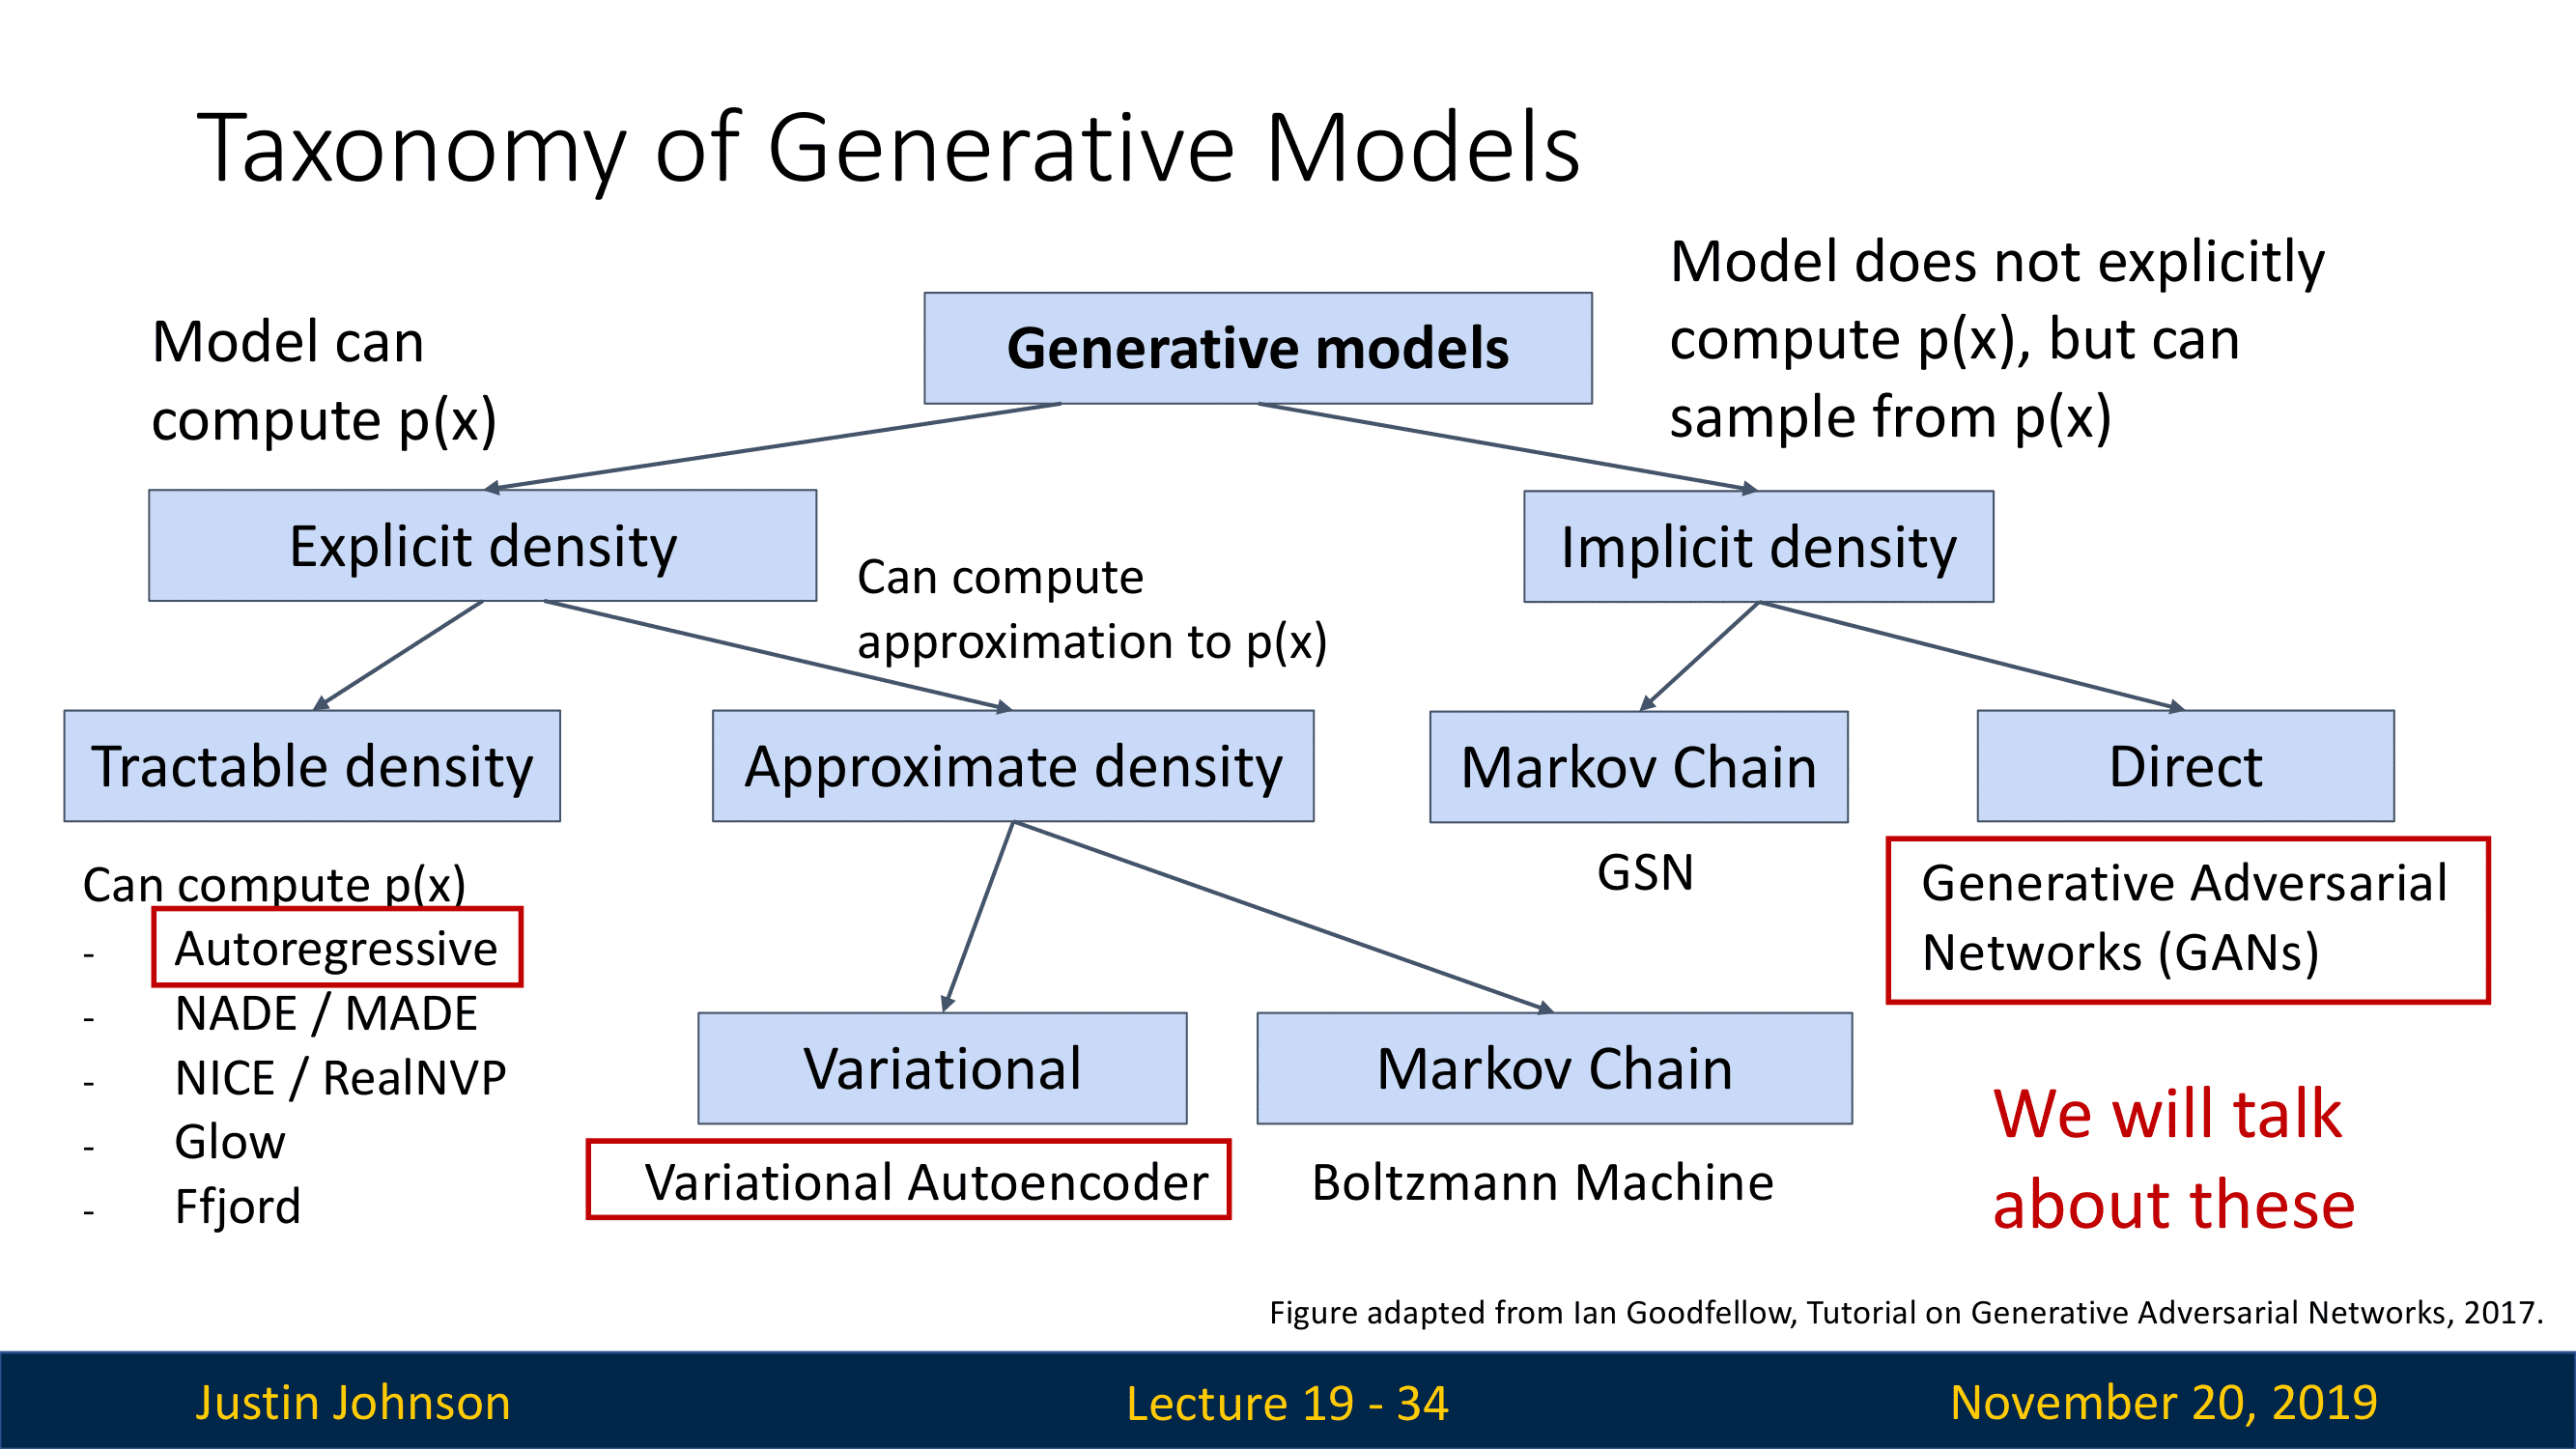 Taxonomy of Generative Models
Model can
compute p(x)
Generative models
Model does not explicitly
compute p(x), but can
sample from p(x)
Explicit density
Can compute
approximation to p(x)
Implicit density
Tractable density
Approximate density
Markov Chain
Direct
Can compute p(x)
- Autoregressive
- NADE / MADE
- NICE / RealNVP
- Glow
- Ffjord
GSN
Generative Adversarial
Networks (GANs)
Variational
Markov Chain
Variational Autoencoder
Boltzmann Machine
We will talk
about these
Figure adapted from Ian Goodfellow, Tutorial on Generative Adversarial Networks, 2017.
Justin Johnson
Lecture 19 - 34
November 20, 2019